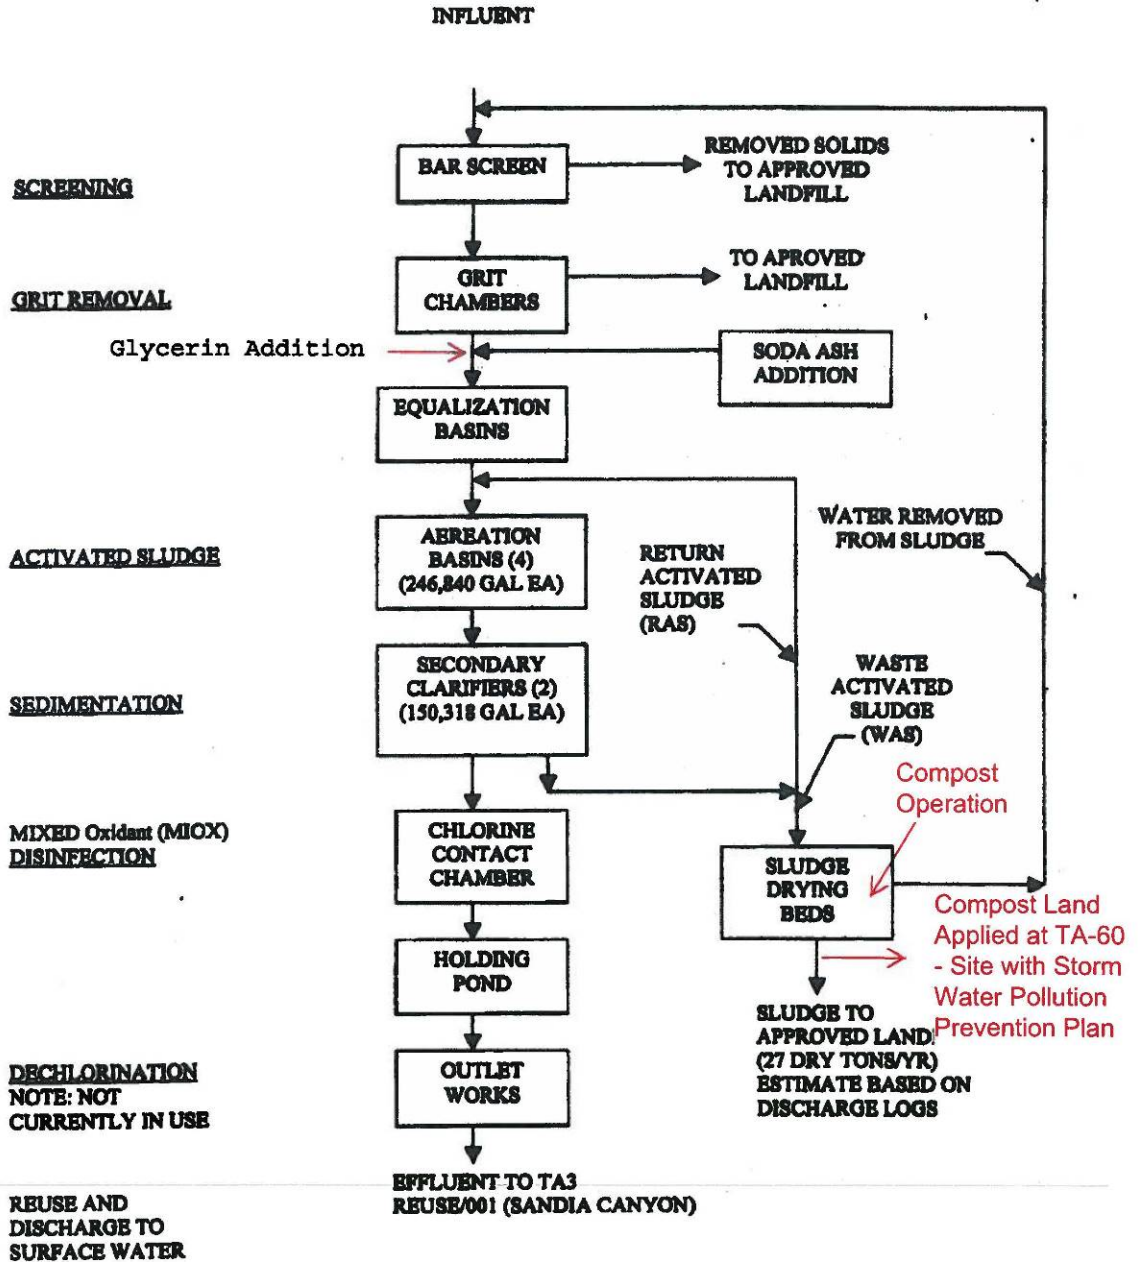 INFLUENT
SCREENING
BAR SCREEN
REMOVED SOLIDS
TO APPROVED
LANDFILL
GRIT REMOVAL
GRIT
CHAMBERS
TO APROVED
LANDFILL
Glycerin Addition
SODA ASH
ADDITION
EQUALIZATION
BASINS
ACTIVATED SLUDGE
AEREATION
BASINS (4)
(246,840 GAL EA)
RETURN
ACTIVATED
SLUDGE
(RAS)
WATER REMOVED
FROM SLUDGE
SEDIMENTATION
SECONDARY
CLARIFIERS (2)
(150,318 GAL EA)
WASTE
ACTIVATED
SLUDGE
(WAS)
Compost
Operation
MIXED Oxidant (MIOX)
DISINFECTION
CHLORINE
CONTACT
CHAMBER
SLUDGE
DRYING
BEDS
Compost Land
Applied at TA-60
- Site with Storm
Water Pollution
Prevention Plan
HOLDING
POND
SLUDGE TO
APPROVED LAND
(27 DRY TONS/YR)
ESTIMATE BASED ON
DISCHARGE LOGS
DECHLORINATION
NOTE: NOT
CURRENTLY IN USE
OUTLET
WORKS
EFFLUENT TO TA3
REUSE/001 (SANDIA CANYON)
REUSE AND
DISCHARGE TO
SURFACE WATER